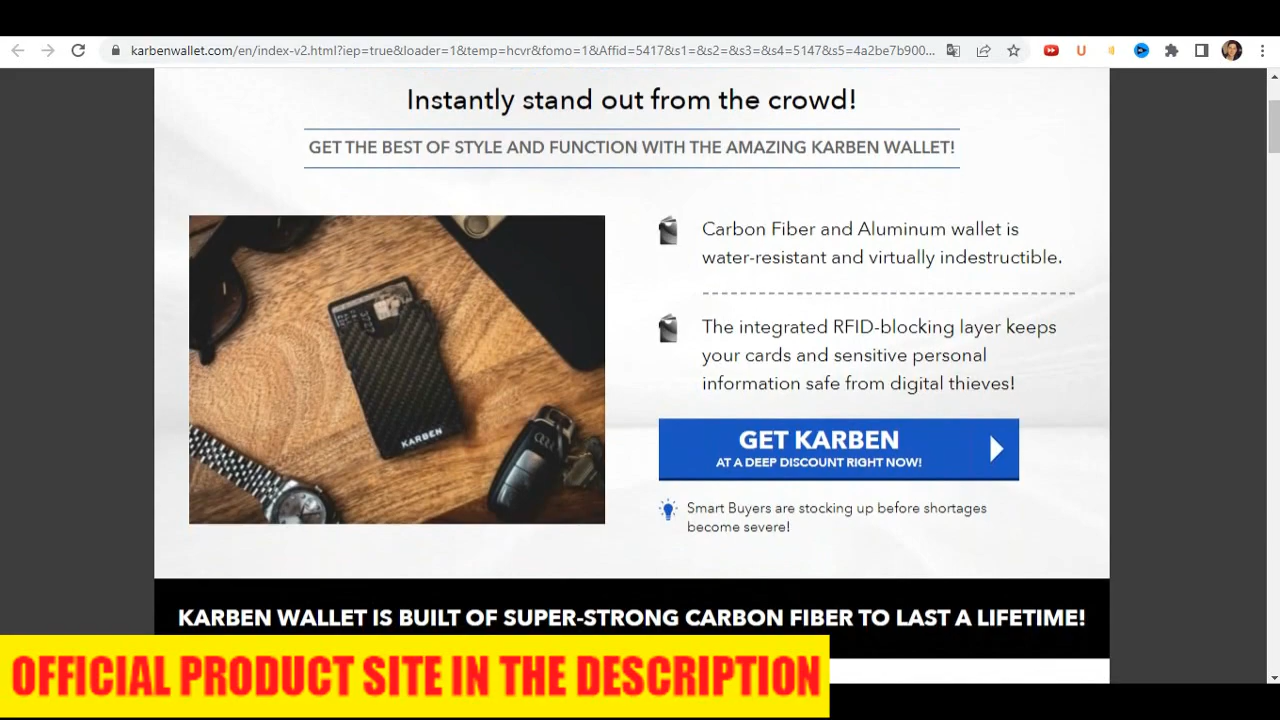 karbenwallet.com/en/index-v2.html?iep=true&loader=1&temp=hcvr&fomo=1&Affid=5417&s1=&s2=&s3=&s4=5147&s5=4a2be7b900...
Instantly stand out from the crowd!
GET THE BEST OF STYLE AND FUNCTION WITH THE AMAZING KARBEN WALLET!
KARBEN
Carbon Fiber and Aluminum wallet is
water-resistant and virtually indestructible.
The integrated RFID-blocking layer keeps
your cards and sensitive personal
information safe from digital thieves!
GET KARBEN
AT A DEEP DISCOUNT RIGHT NOW!
Smart Buyers are stocking up before shortages
become severe!
KARBEN WALLET IS BUILT OF SUPER-STRONG CARBON FIBER TO LAST A LIFETIME!
OFFICIAL PRODUCT SITE IN THE DESCRIPTION